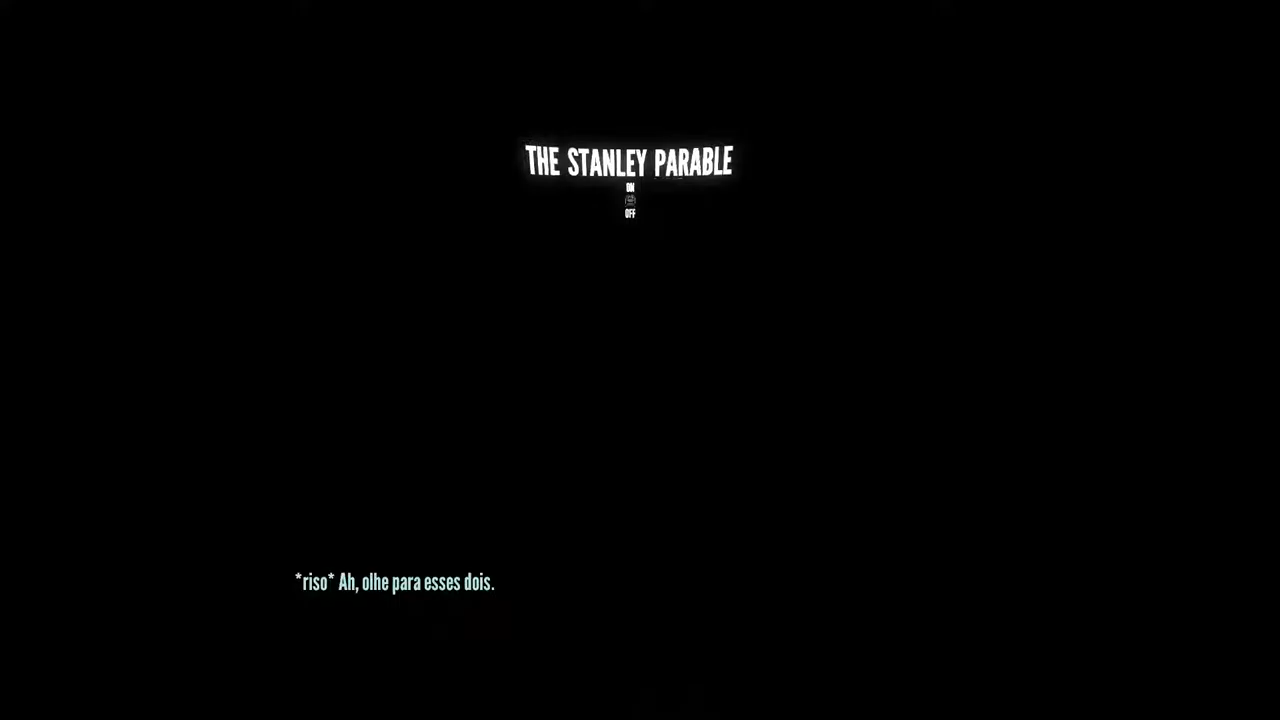 THE STANLEY PARABLE
ON
OFF
*riso* Ah, olhe para esses dois.